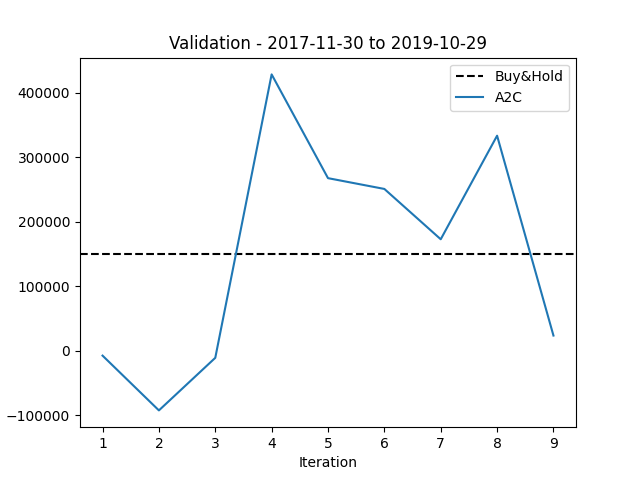 Validation - 2017-11-30 to 2019-10-29
Buy&Hold
A2C
400000
300000
200000
100000
0
−100000
1 2 3 4 5 6 7 8 9
Iteration